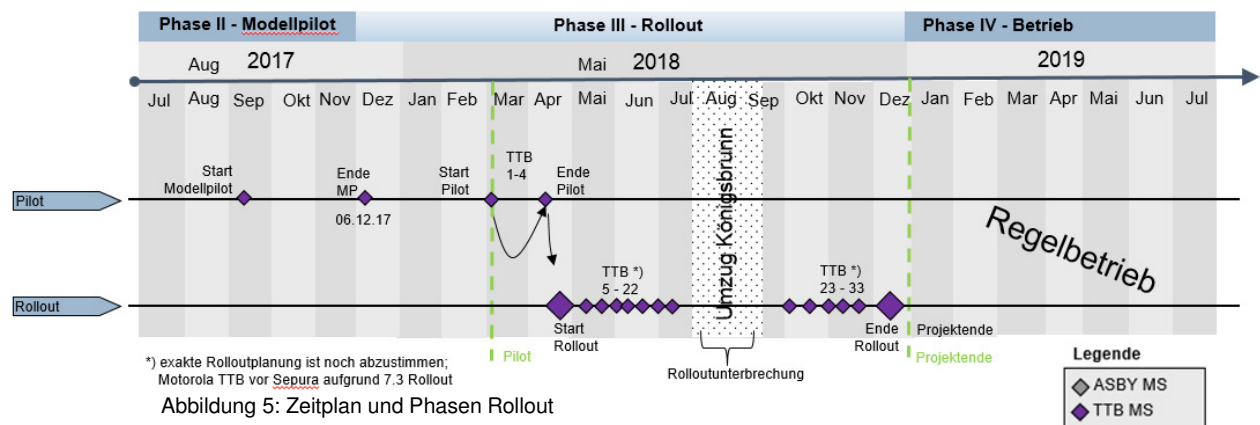 Phase II - Modellpilot
Phase III - Rollout
Phase IV - Betrieb
Aug 2017
Mai 2018
2019
Jul Aug Sep Okt Nov Dez Jan Feb Mar Apr Mai Jun Jul Aug Sep Okt Nov Dez Jan Feb Mar Apr Mai Jun Jul
Start
Modellpilot
Ende
MP
06.12.17
Start
Pilot
TTB
1-4
Ende
Pilot
Pilot
Umzug Königsbrunn
Regelbetrieb
Rollout
TTB *)
5 - 22
TTB *)
23 - 33
Start
Rollout
Ende
Rollout
Projektende
Pilot
Projektende
Rolloutunterbrechung
*) exakte Rolloutplanung ist noch abzustimmen;
Motorola TTB vor Sepura aufgrund 7.3 Rollout
Legende
ASBY MS
TTB MS
Abbildung 5: Zeitplan und Phasen Rollout